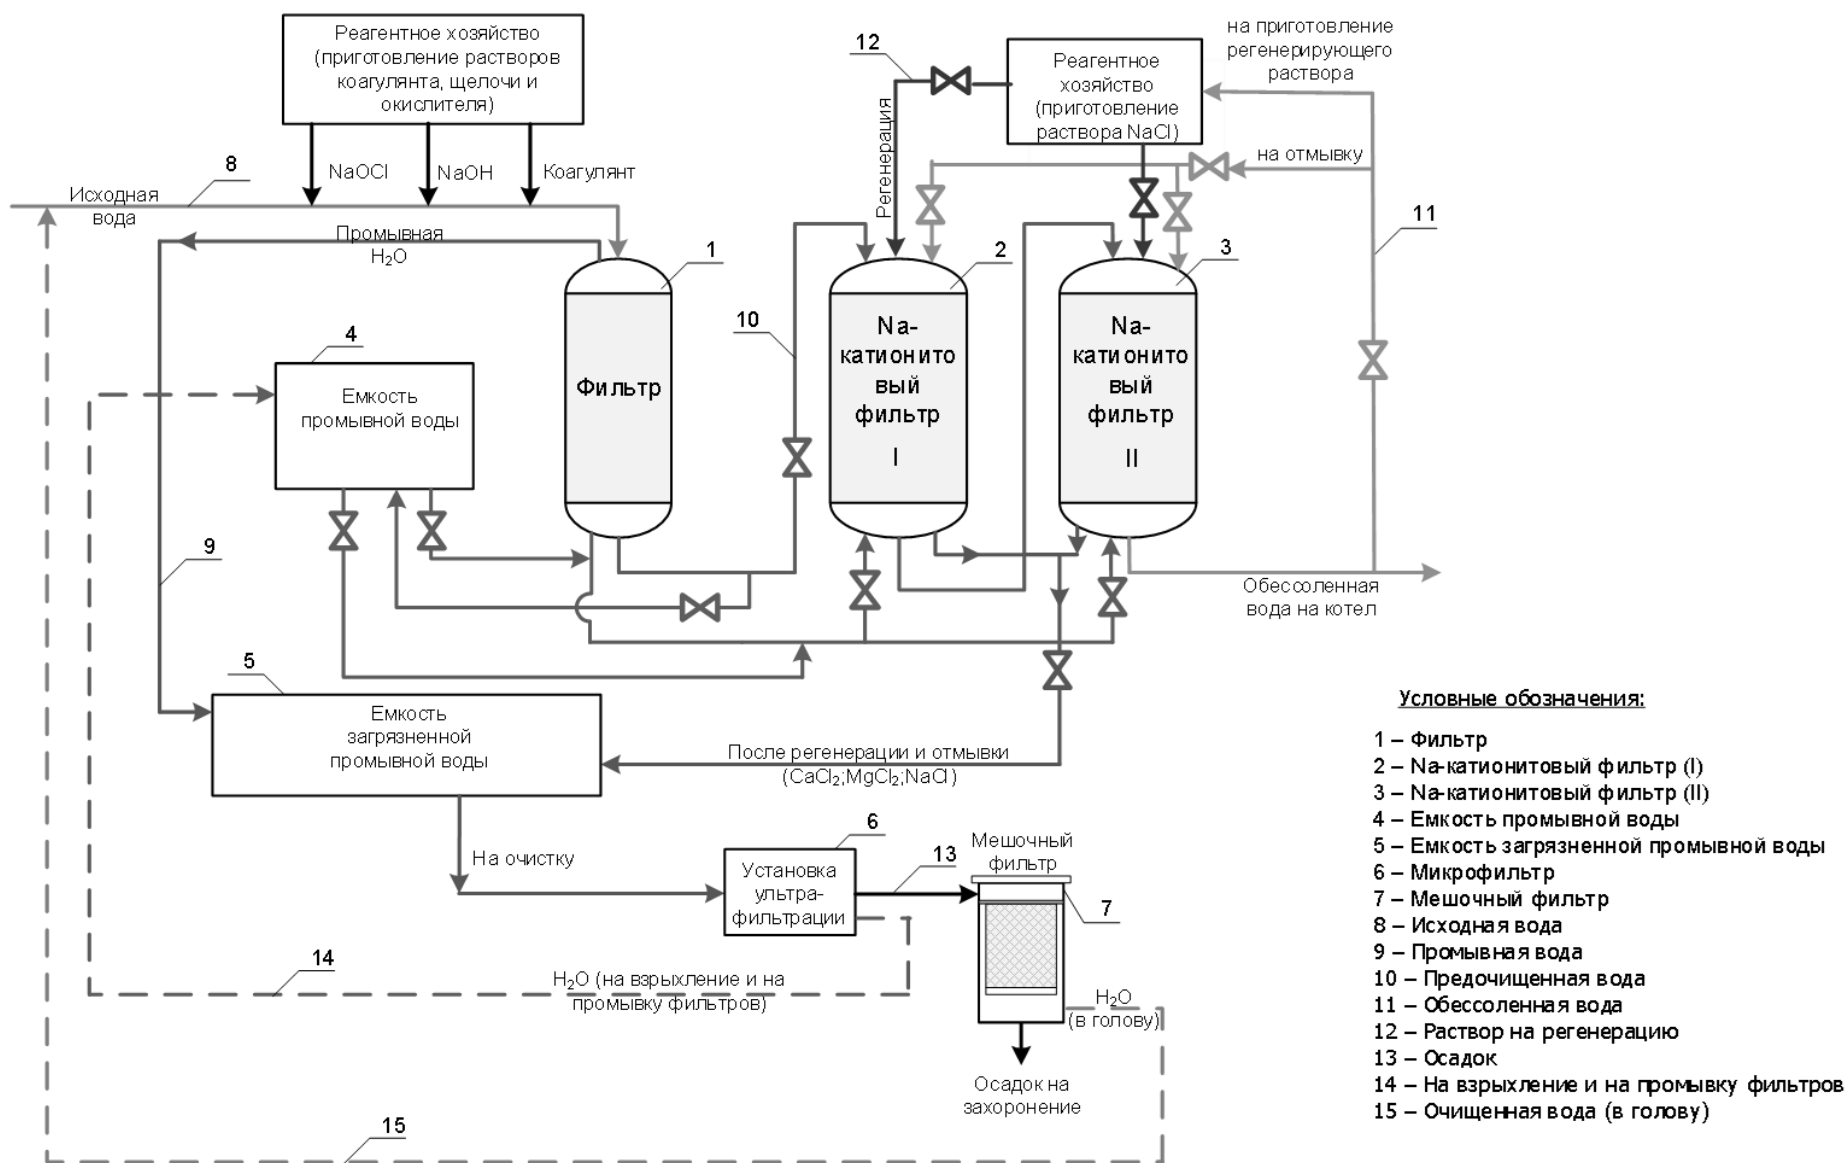 Реагентное хозяйство
(приготовление растворов
коагулянта, щелочи и
окислителя)
12
Реагентное
хозяйство
(приготовление
раствора NaCl)
на приготовление
регенерирующего
раствора
8
NaOCl
NaOH
Коагулянт
Регенерация
на отмывку
Исходная
вода
Промывная
H₂O
1
2
3
11
4
10
Емкость
промывной воды
Фильтр
Na-
катионито
вый
фильтр
I
Na-
катионито
вый
фильтр
II
9
Обессоленная
вода на котел
5
Емкость
загрязненной
промывной воды
После регенерации и отмывки
(CaCl₂;MgCl₂;NaCl)
На очистку
6
Установка
ультра-
фильтрации
13
Мешочный
фильтр
7
14
H₂O (на взрыхление и на
промывку фильтров)
H₂O
(в голову)
Осадок на
захоронение
15
Условные обозначения:
1 – Фильтр
2 – Na-катионитовый фильтр (I)
3 – Na-катионитовый фильтр (II)
4 – Емкость промывной воды
5 – Емкость загрязненной промывной воды
6 – Микрофильтр
7 – Мешочный фильтр
8 – Исходная вода
9 – Промывная вода
10 – Предочищенная вода
11 – Обессоленная вода
12 – Раствор на регенерацию
13 – Осадок
14 – На взрыхление и на промывку фильтров
15 – Очищенная вода (в голову)